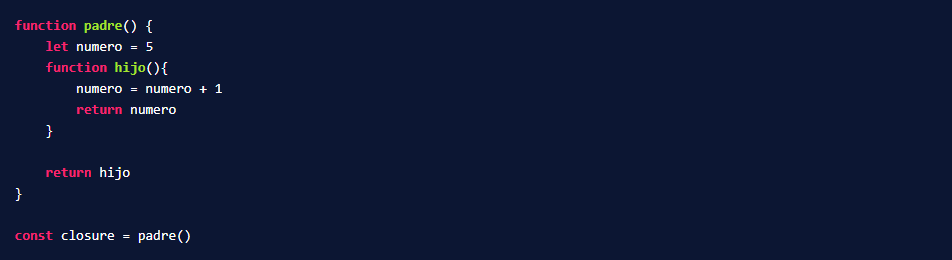 function padre() {
    let numero = 5
    function hijo(){
        numero = numero + 1
        return numero
    }

    return hijo
}

const closure = padre()